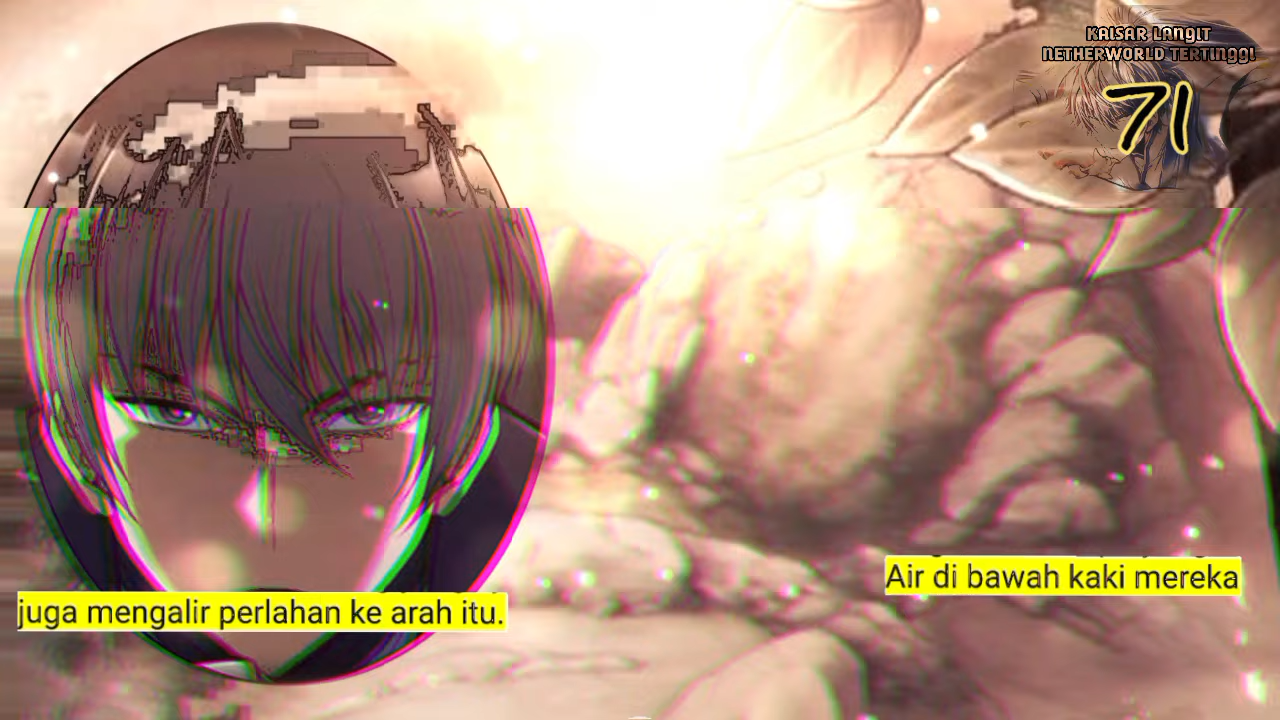 KAISAR LANGIT
NETHERWORLD TERTINGGI
71
Air di bawah kaki mereka
juga mengalir perlahan ke arah itu.